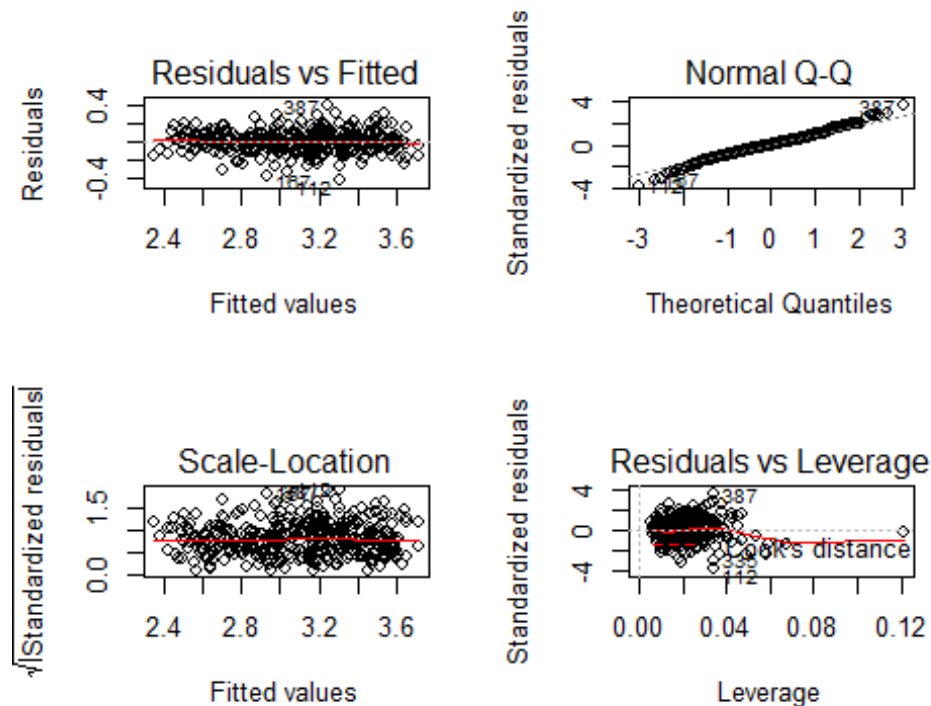 Residuals vs Fitted
Residuals
0.4
-0.4
387
167
112
2.4 2.8 3.2 3.6
Fitted values
Normal Q-Q
Standardized residuals
4
0
-4
387
-3 -1 0 1 2 3
Theoretical Quantiles
Scale-Location
√|Standardized residuals|
1.5
0.0
2.4 2.8 3.2 3.6
Fitted values
Residuals vs Leverage
Standardized residuals
4
0
-4
387
Cook's distance
335
112
0.00 0.04 0.08 0.12
Leverage